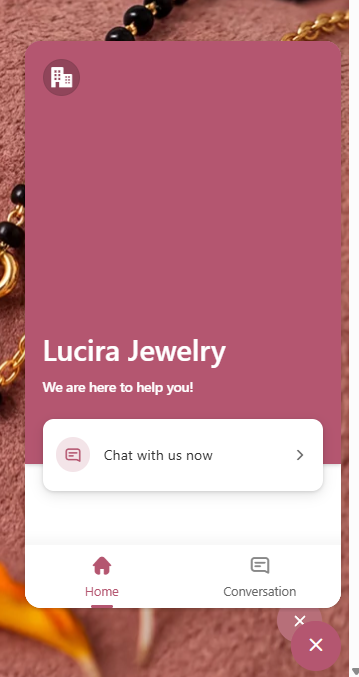 Lucira Jewelry
We are here to help you!
Chat with us now
Home
Conversation